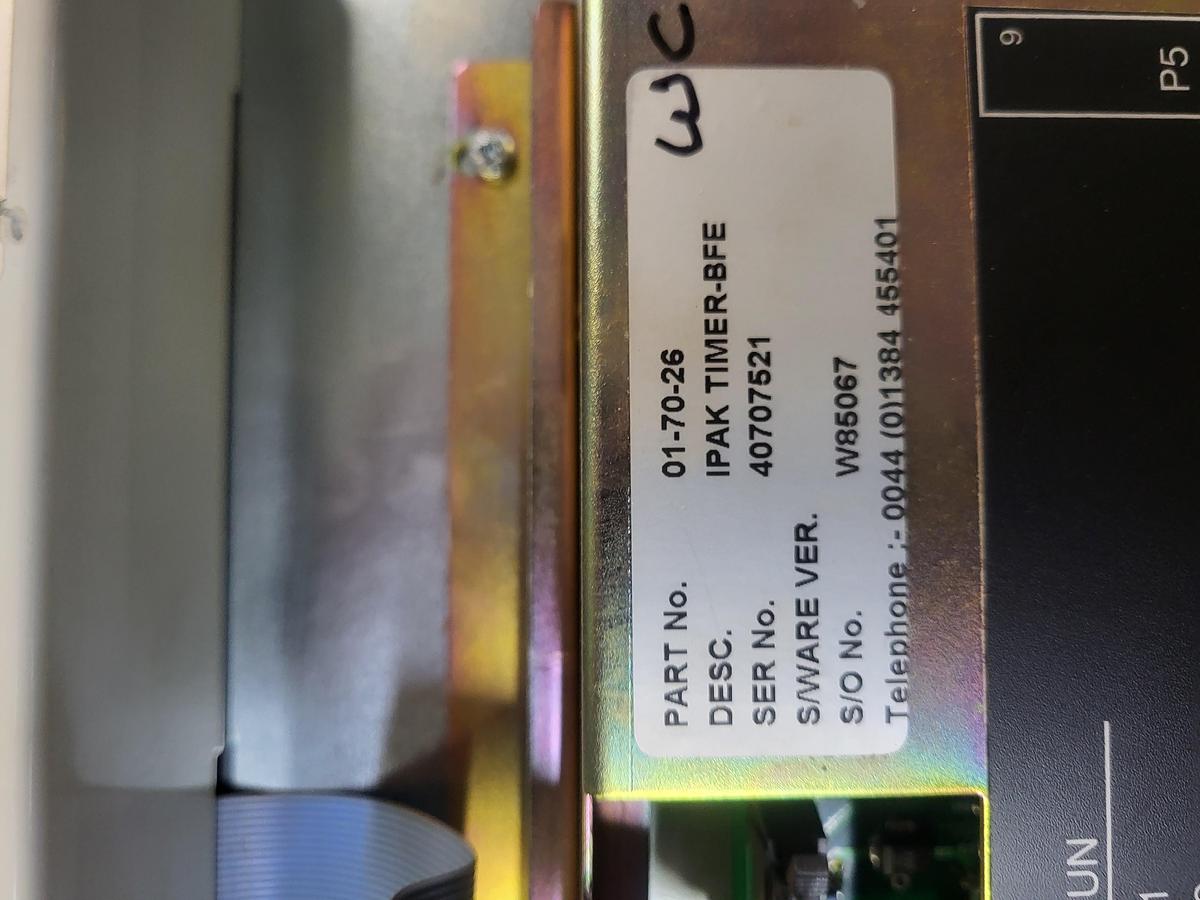 WC
PART No. 01-70-26
DESC. IPAK TIMER-BFE
SER No. 40707521
S/WARE VER.
S/O No. W85067
Telephone :- 0044 (0)1384 455401
9
P5
UN